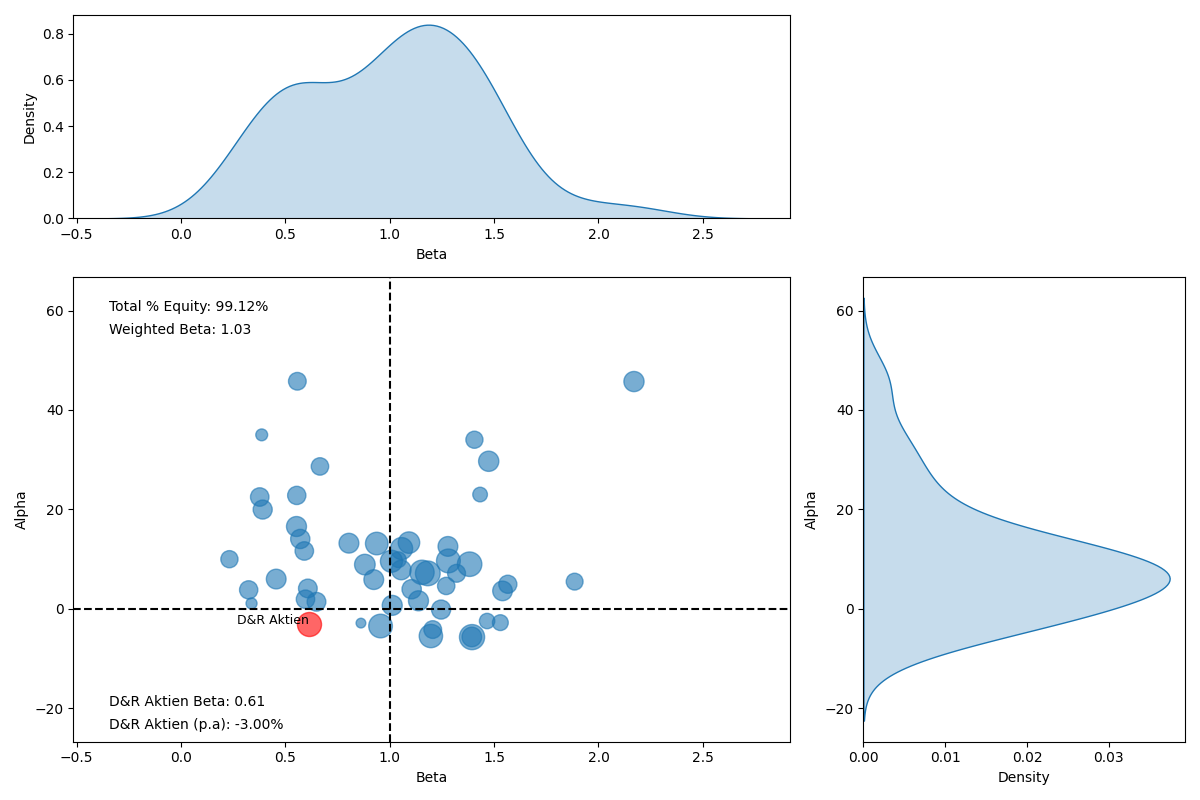 0.8
0.6
0.4
0.2
0.0
Density
−0.5 0.0 0.5 1.0 1.5 2.0 2.5
Beta
Total % Equity: 99.12%
Weighted Beta: 1.03
60
40
20
0
−20
Alpha
D&R Aktien
D&R Aktien Beta: 0.61
D&R Aktien (p.a): -3.00%
−0.5 0.0 0.5 1.0 1.5 2.0 2.5
Beta
60
40
20
0
−20
Alpha
0.00 0.01 0.02 0.03
Density